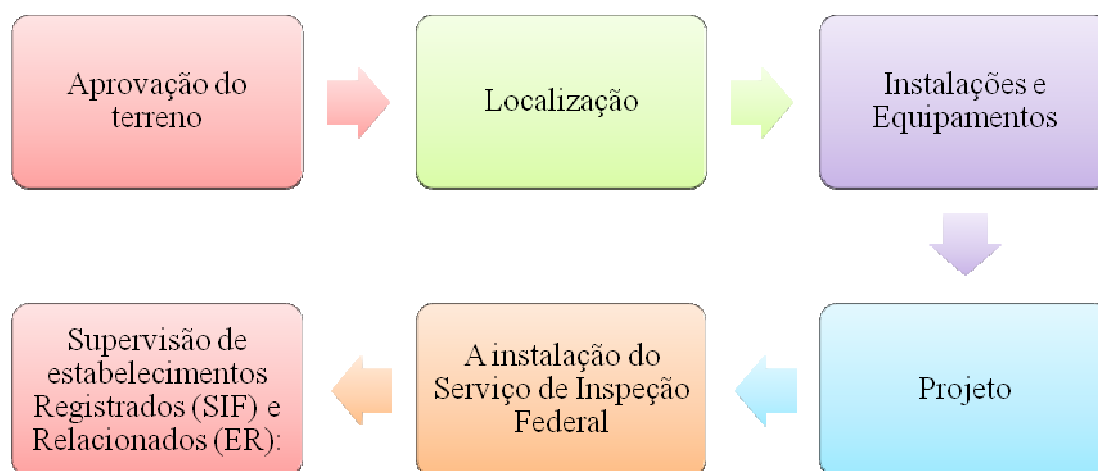 Aprovação do
terreno
Localização
Instalações e
Equipamentos
Projeto
A instalação do
Serviço de Inspeção
Federal
Supervisão de
estabelecimentos
Registrados (SIF) e
Relacionados (ER):